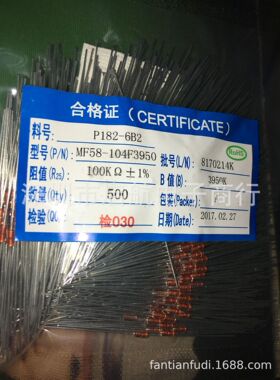 合格证（CERTIFICATE）
料号: P182-6B2
型号(P/N): MF58-104F3950 批号(L/N): 8170214K
RoHS
阻值(R25): 100KΩ±1% B值(B): 3950K
数量(Qty) 500 包装(Packer)
检验(QC) 检030 日期(Date) 2017.02.27
fantianfudi.1688.com